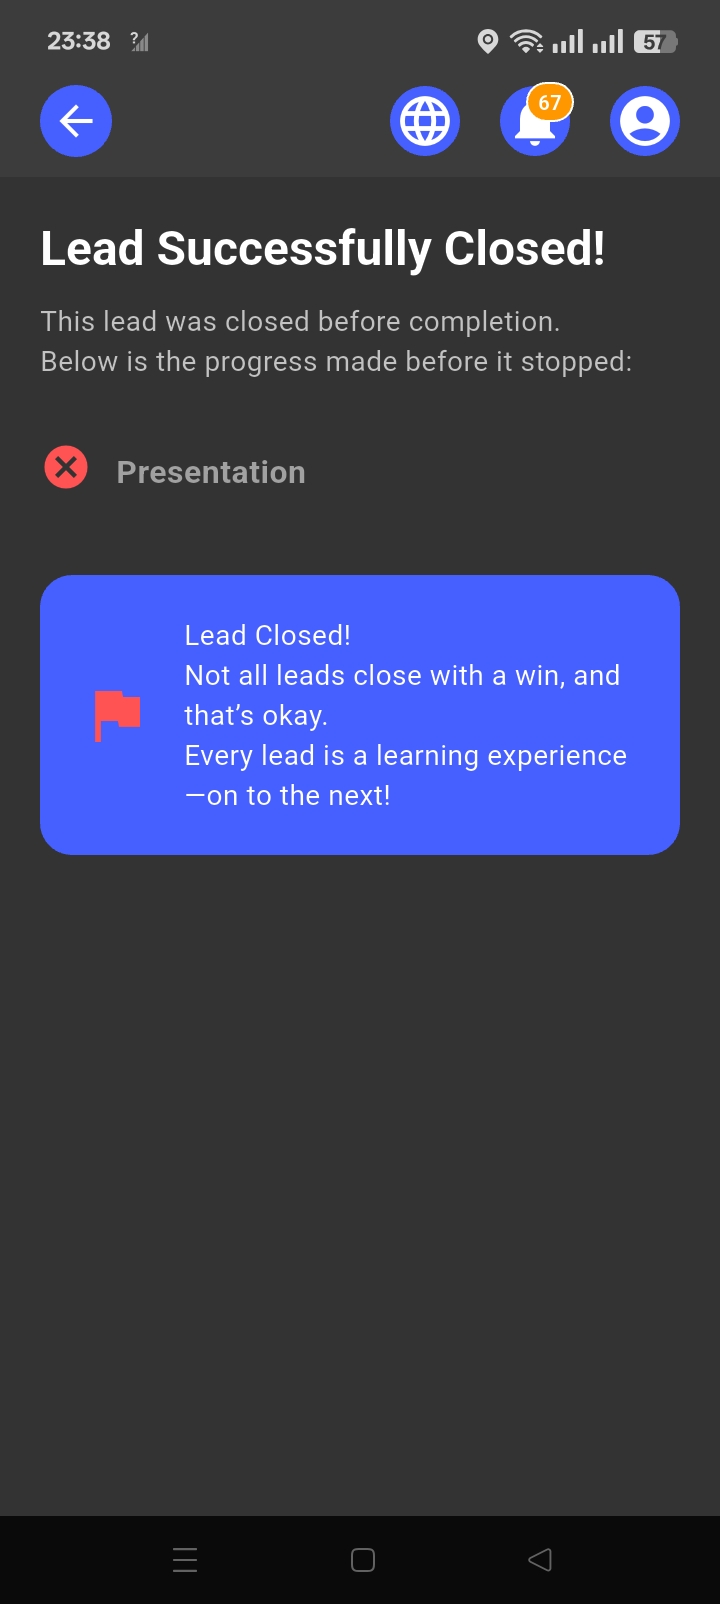 23:38
?
57
67
Lead Successfully Closed!
This lead was closed before completion.
Below is the progress made before it stopped:
Presentation
Lead Closed!
Not all leads close with a win, and
that’s okay.
Every lead is a learning experience
—on to the next!